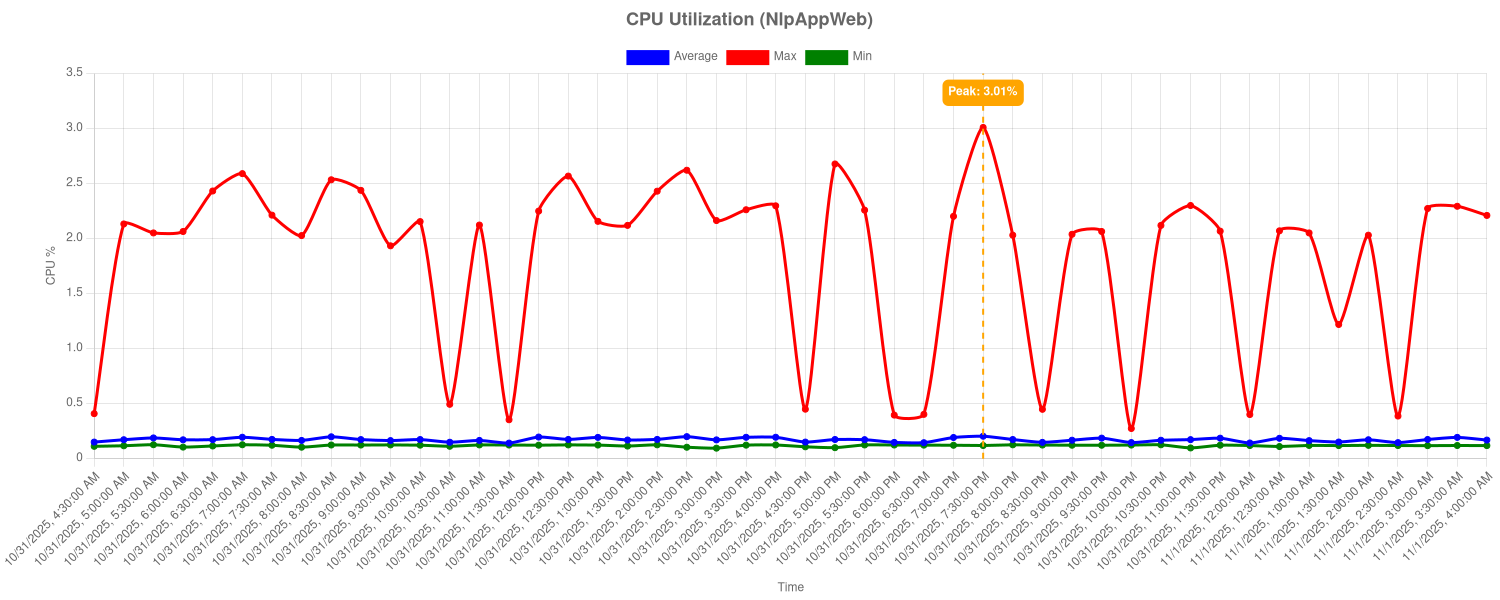 CPU Utilization (NlpAppWeb)
Average Max Min
3.5
Peak: 3.01%
3.0
2.5
2.0
CPU %
1.5
1.0
0.5
0
10/31/2025, 4:30:00 AM
10/31/2025, 5:00:00 AM
10/31/2025, 5:30:00 AM
10/31/2025, 6:00:00 AM
10/31/2025, 6:30:00 AM
10/31/2025, 7:00:00 AM
10/31/2025, 7:30:00 AM
10/31/2025, 8:00:00 AM
10/31/2025, 8:30:00 AM
10/31/2025, 9:00:00 AM
10/31/2025, 9:30:00 AM
10/31/2025, 10:00:00 AM
10/31/2025, 10:30:00 AM
10/31/2025, 11:00:00 AM
10/31/2025, 11:30:00 AM
10/31/2025, 12:00:00 PM
10/31/2025, 12:30:00 PM
10/31/2025, 1:00:00 PM
10/31/2025, 1:30:00 PM
10/31/2025, 2:00:00 PM
10/31/2025, 2:30:00 PM
10/31/2025, 3:00:00 PM
10/31/2025, 3:30:00 PM
10/31/2025, 4:00:00 PM
10/31/2025, 4:30:00 PM
10/31/2025, 5:00:00 PM
10/31/2025, 5:30:00 PM
10/31/2025, 6:00:00 PM
10/31/2025, 6:30:00 PM
10/31/2025, 7:00:00 PM
10/31/2025, 7:30:00 PM
10/31/2025, 8:00:00 PM
10/31/2025, 8:30:00 PM
10/31/2025, 9:00:00 PM
10/31/2025, 9:30:00 PM
10/31/2025, 10:00:00 PM
10/31/2025, 10:30:00 PM
10/31/2025, 11:00:00 PM
10/31/2025, 11:30:00 PM
11/1/2025, 12:00:00 AM
11/1/2025, 12:30:00 AM
11/1/2025, 1:00:00 AM
11/1/2025, 1:30:00 AM
11/1/2025, 2:00:00 AM
11/1/2025, 2:30:00 AM
11/1/2025, 3:00:00 AM
11/1/2025, 3:30:00 AM
11/1/2025, 4:00:00 AM
Time